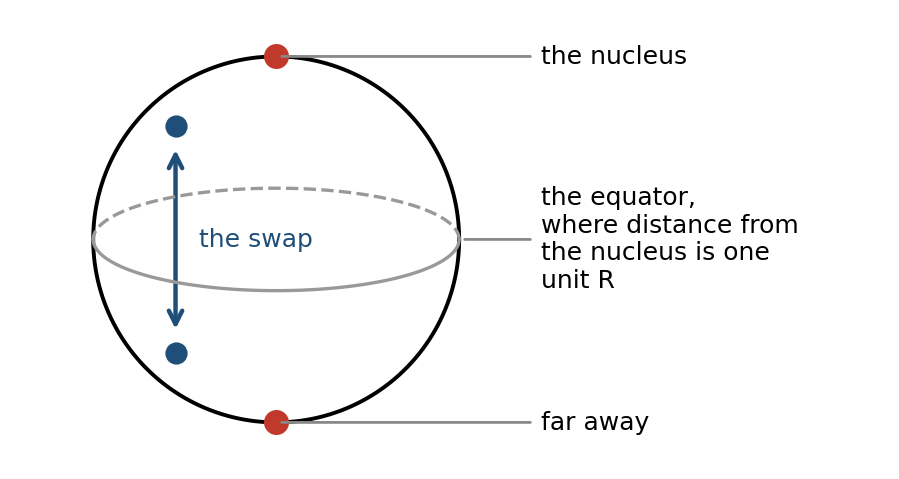 the nucleus
the equator,
where distance from
the nucleus is one
unit R
the swap
far away